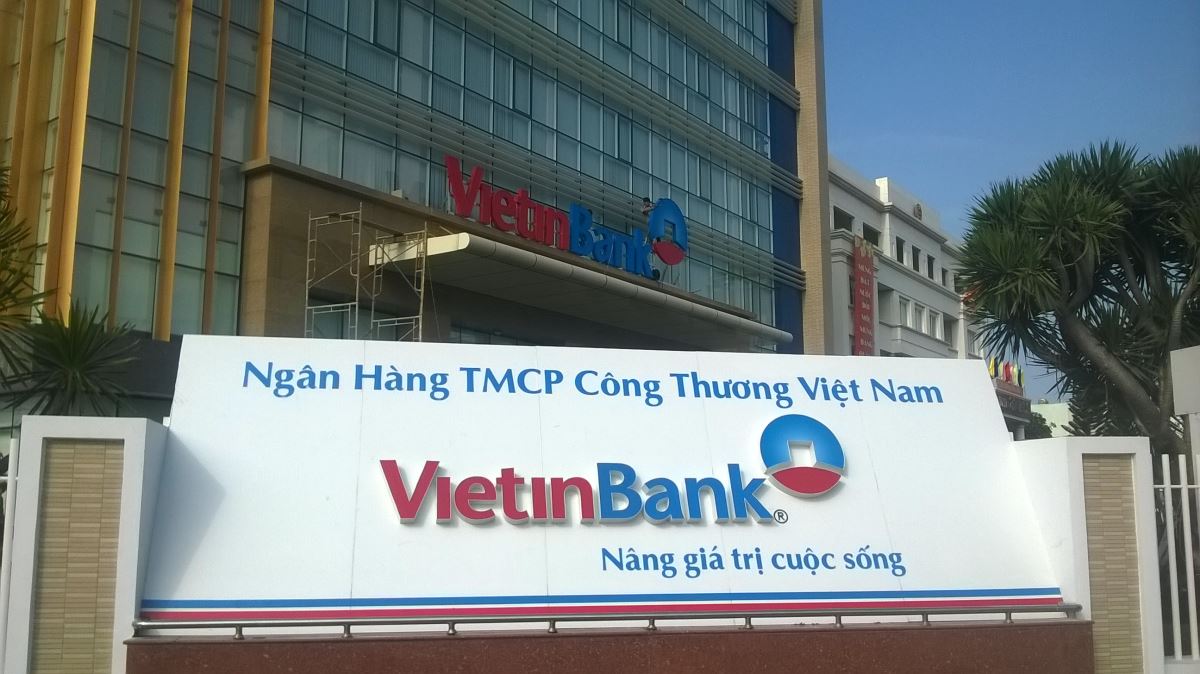 VietinBank
Ngân Hàng TMCP Công Thương Việt Nam
VietinBank®
Nâng giá trị cuộc sống